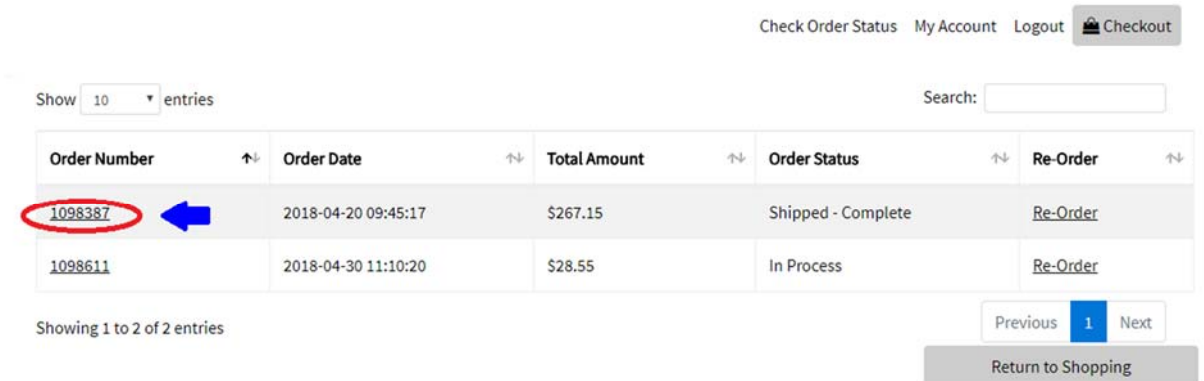 Check Order Status My Account Logout Checkout
Show 10 entries Search:
Order Number Order Date Total Amount Order Status Re-Order
1098387 2018-04-20 09:45:17 $267.15 Shipped - Complete Re-Order
1098611 2018-04-30 11:10:20 $28.55 In Process Re-Order
Showing 1 to 2 of 2 entries Previous 1 Next
Return to Shopping